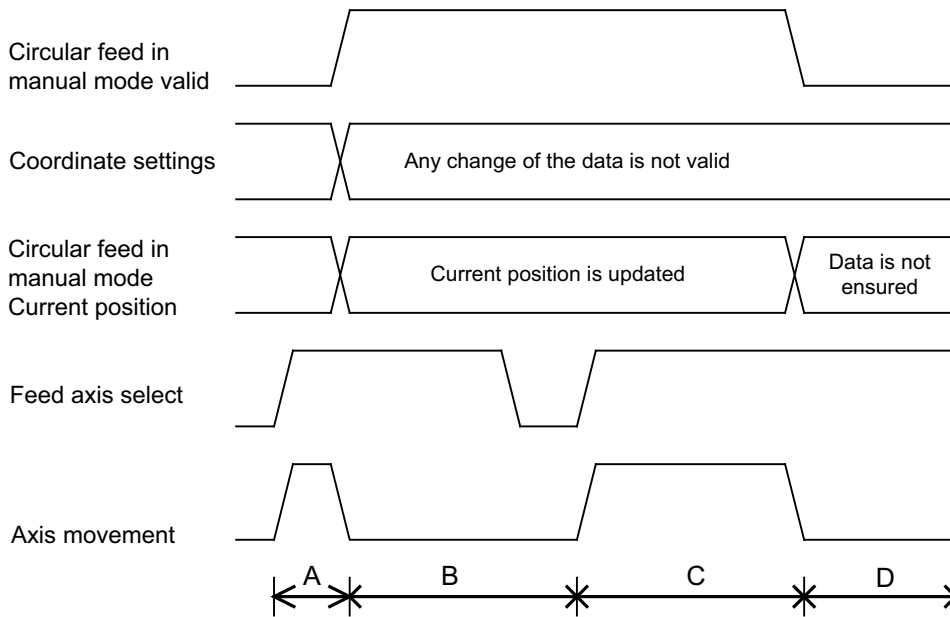 Circular feed in
manual mode valid
Coordinate settings
Any change of the data is not valid
Circular feed in
manual mode
Current position
Current position is updated
Data is not
ensured
Feed axis select
Axis movement
A
B
C
D